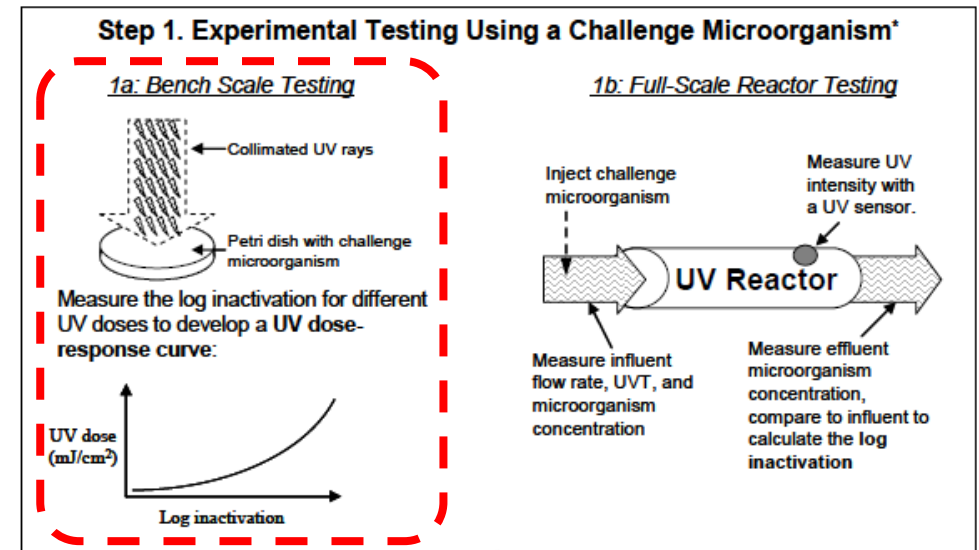 Step 1. Experimental Testing Using a Challenge Microorganism*
1a: Bench Scale Testing
Collimated UV rays
Petri dish with challenge
microorganism
Measure the log inactivation for different
UV doses to develop a UV dose-
response curve:
UV dose
(mJ/cm²)
Log inactivation
1b: Full-Scale Reactor Testing
Inject challenge
microorganism
Measure UV
intensity with
a UV sensor.
UV Reactor
Measure influent
flow rate, UVT, and
microorganism
concentration
Measure effluent
microorganism
concentration,
compare to influent to
calculate the log
inactivation